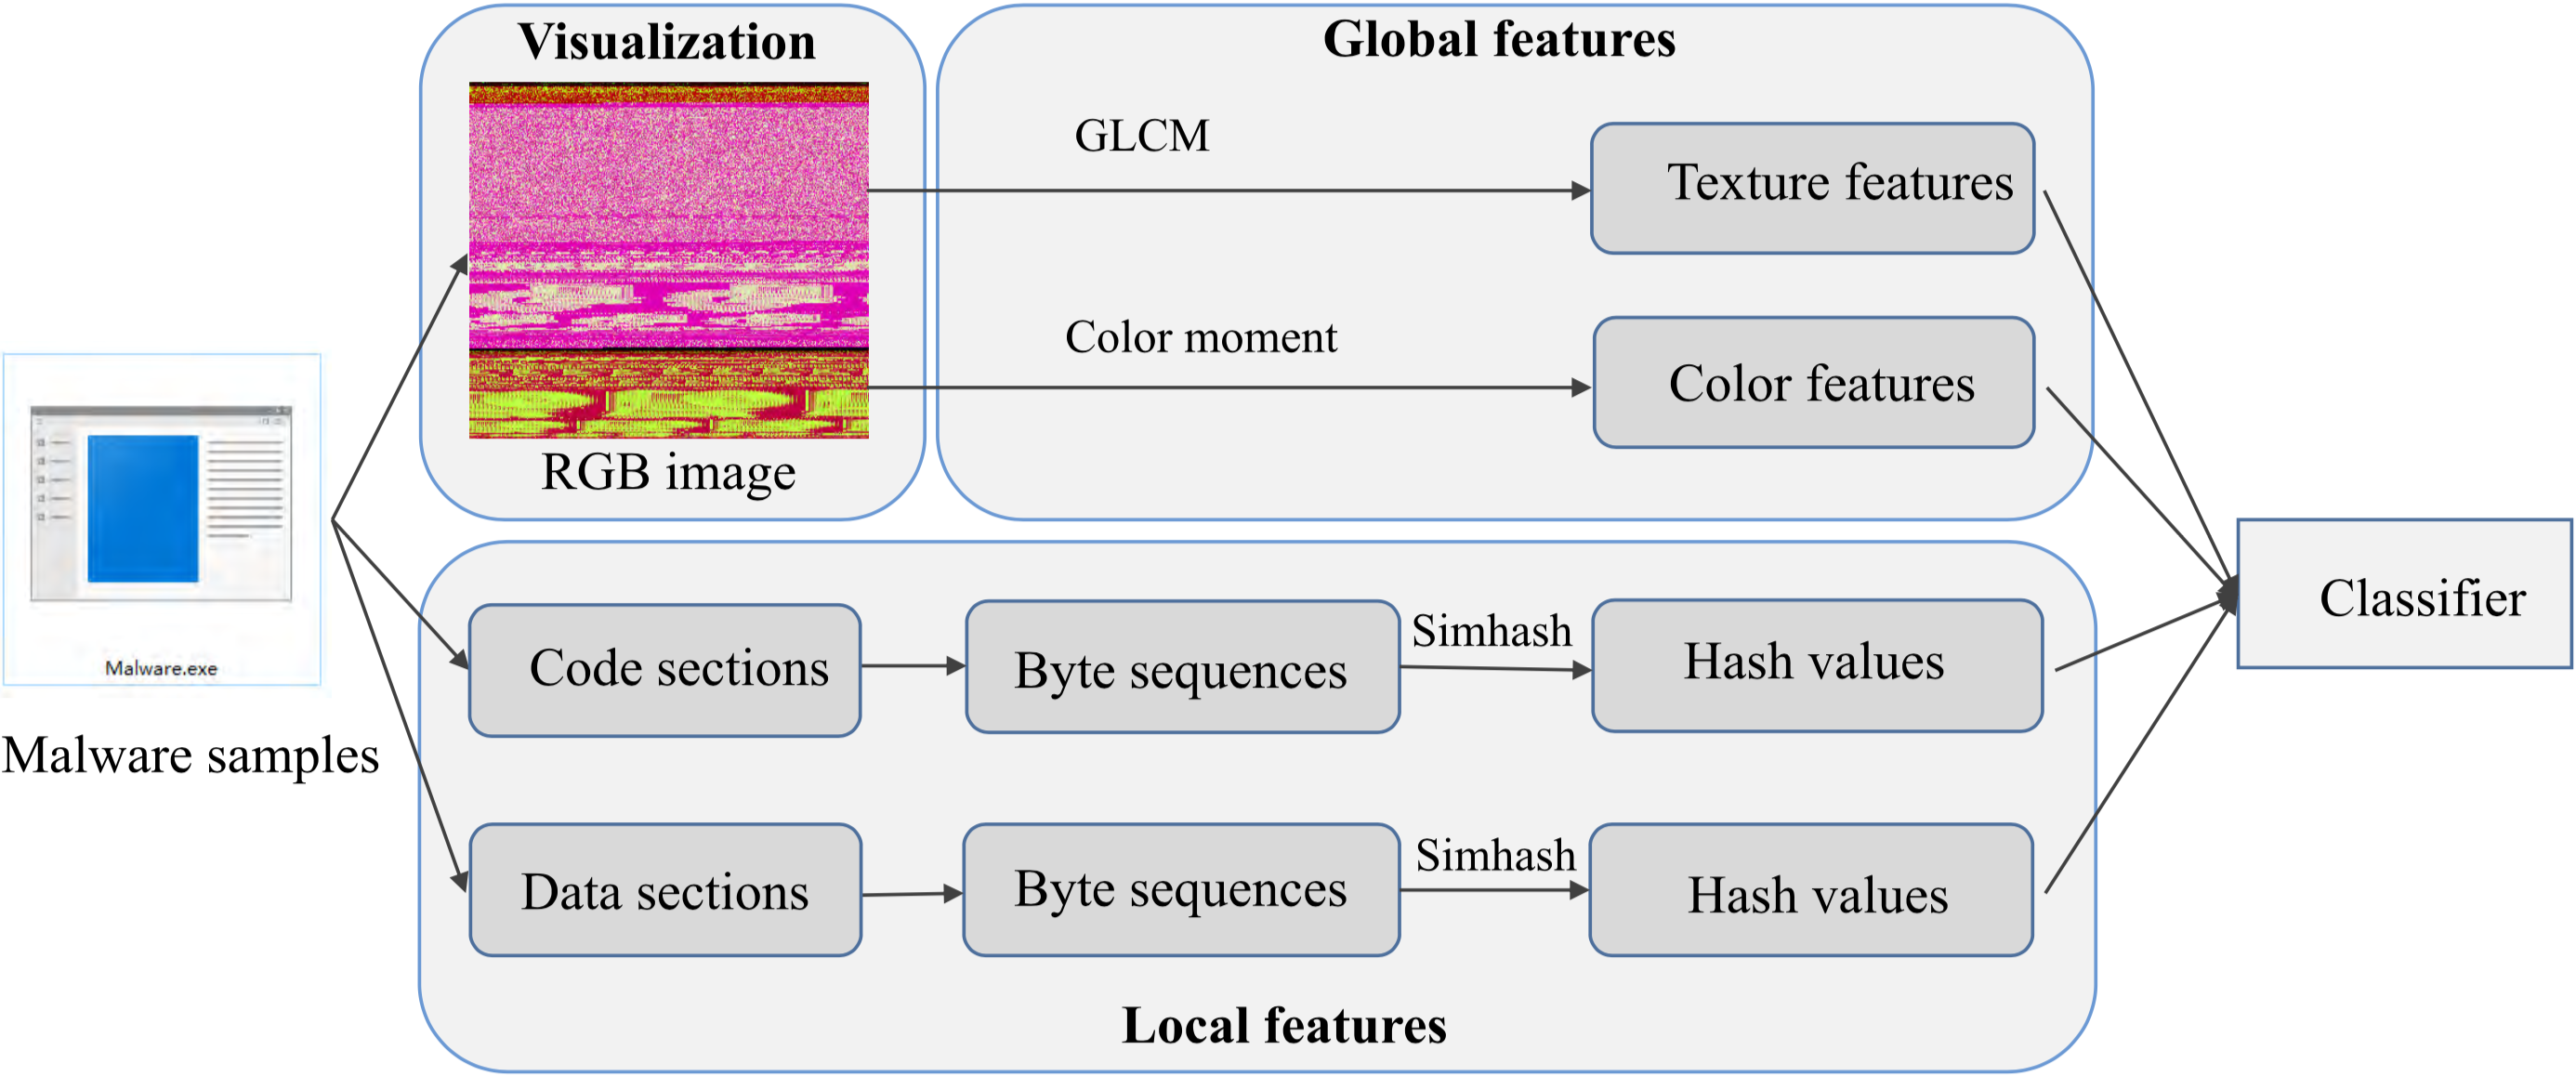 Visualization
Global features
GLCM
Texture features
Color moment
Color features
RGB image
Malware.exe
Malware samples
Code sections
Byte sequences
Simhash
Hash values
Classifier
Data sections
Byte sequences
Simhash
Hash values
Local features